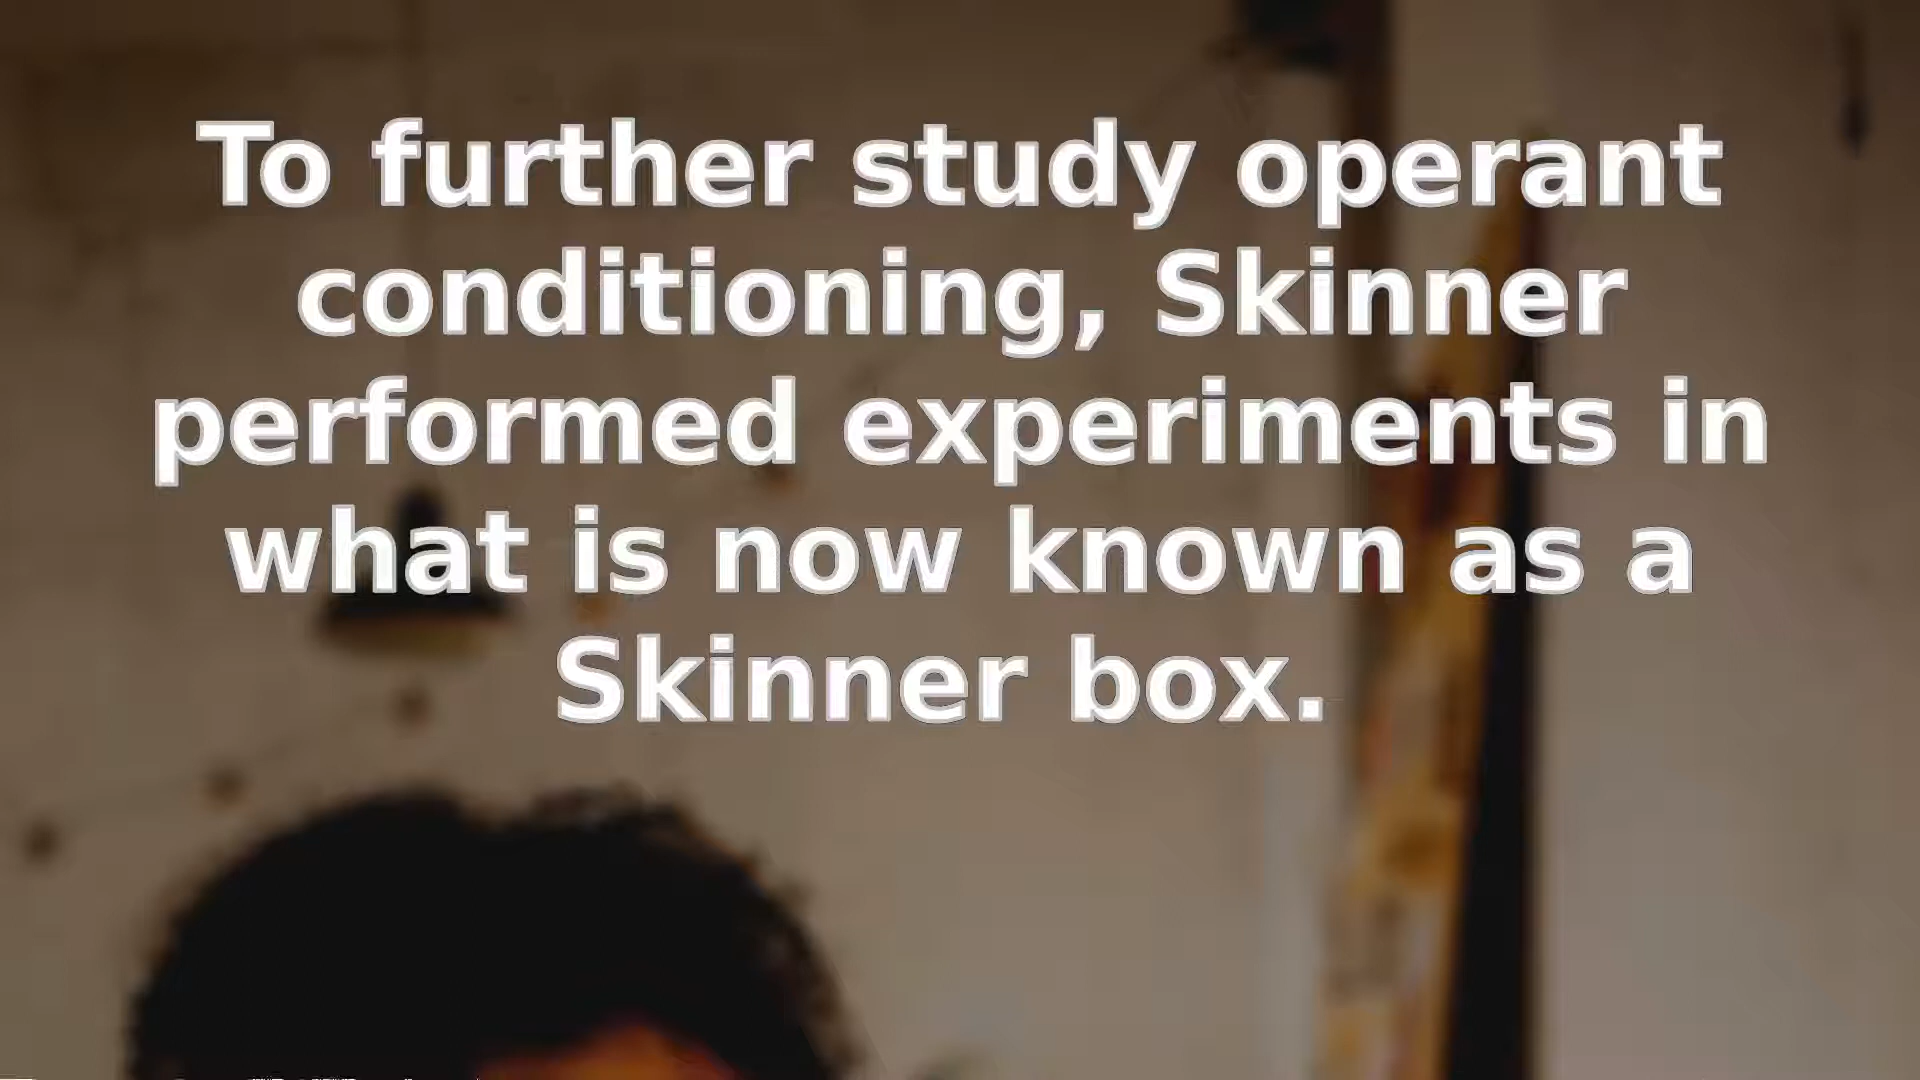 To further study operant
conditioning, Skinner
performed experiments in
what is now known as a
Skinner box.